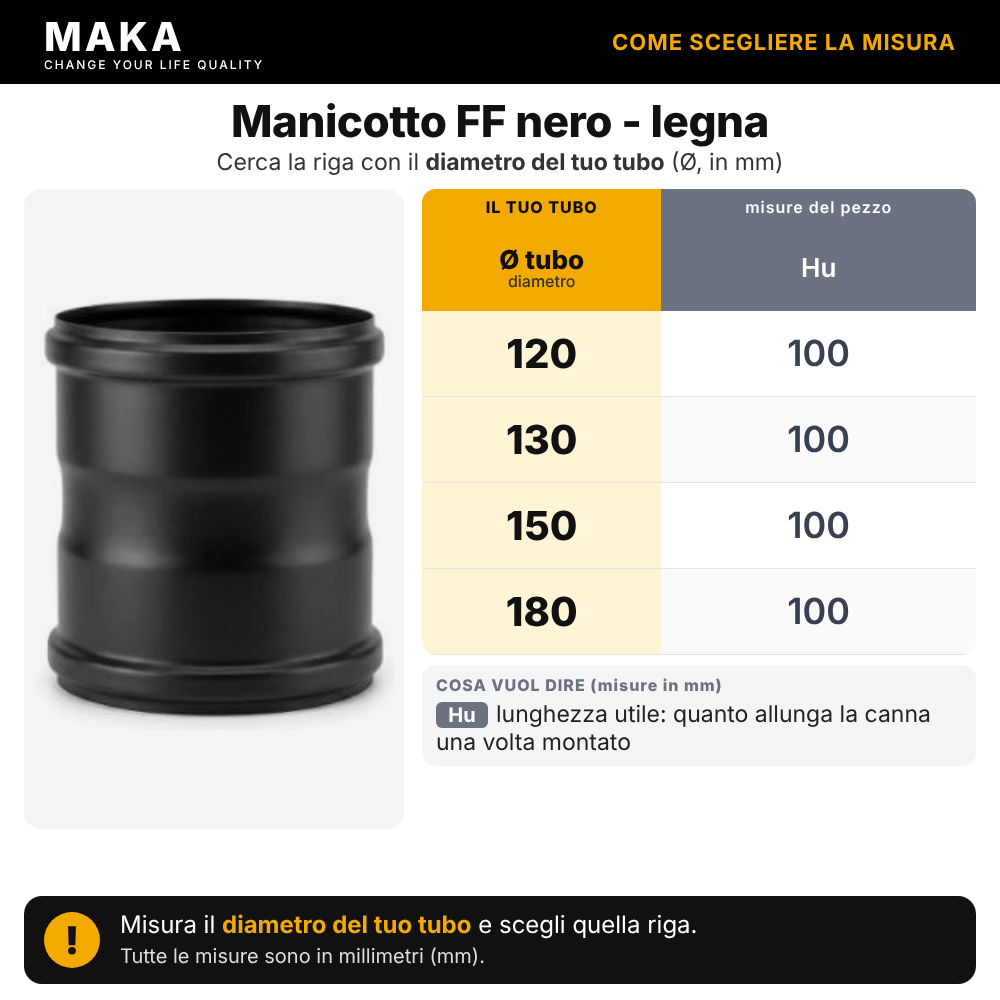 MAKA
CHANGE YOUR LIFE QUALITY
COME SCEGLIERE LA MISURA
Manicotto FF nero - legna
Cerca la riga con il diametro del tuo tubo (Ø, in mm)
IL TUO TUBO
misure del pezzo
Ø tubo
diametro
Hu
120
100
130
100
150
100
180
100
COSA VUOL DIRE (misure in mm)
Hu lunghezza utile: quanto allunga la canna
una volta montato
! Misura il diametro del tuo tubo e scegli quella riga.
Tutte le misure sono in millimetri (mm).